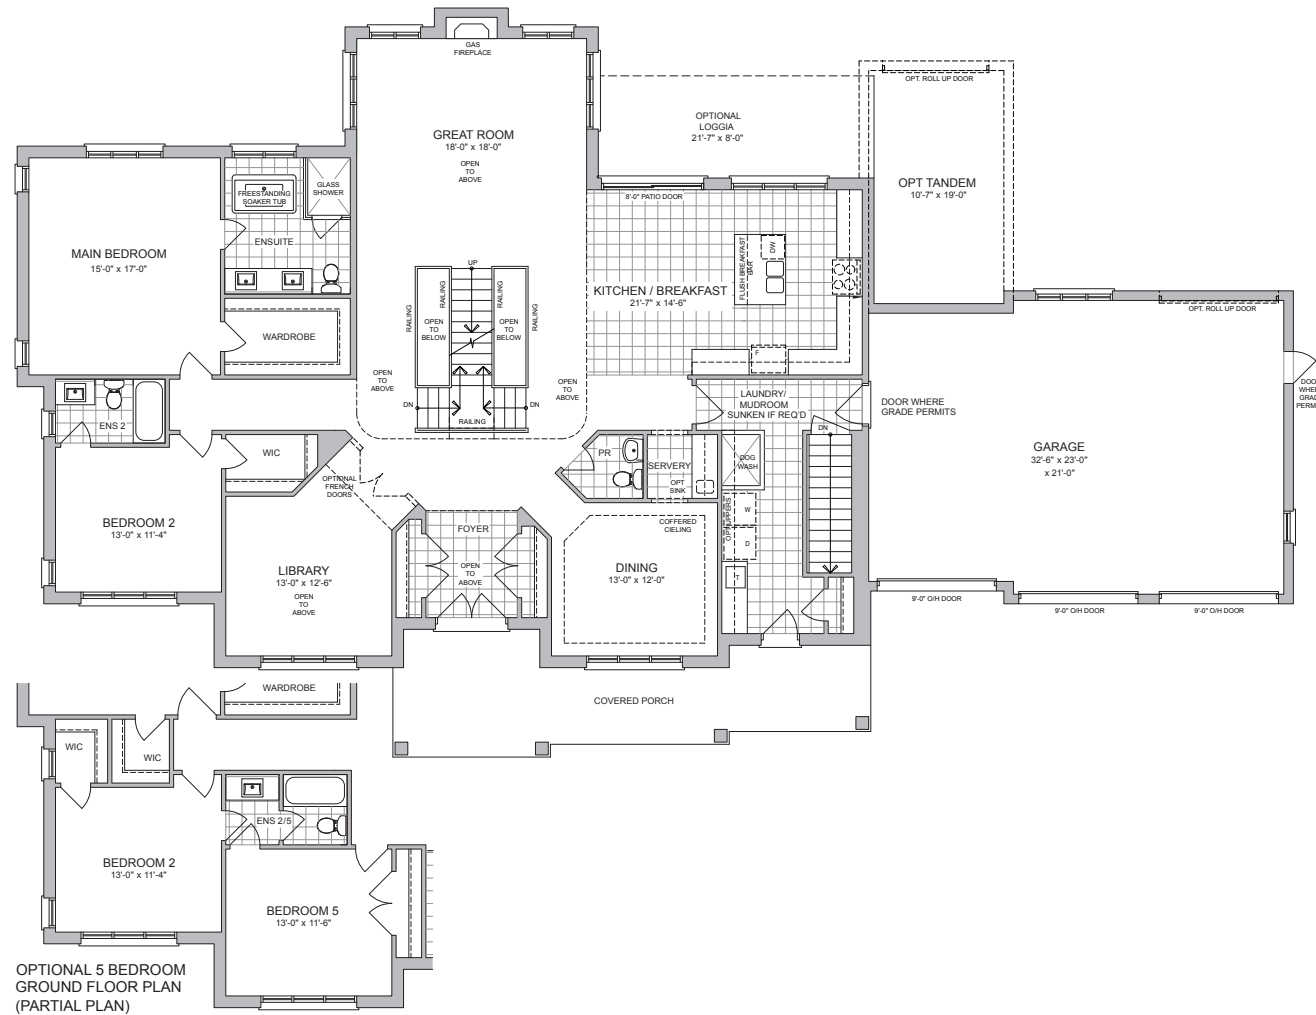 GAS
FIREPLACE
GREAT ROOM
18'-0" x 18'-0"
OPEN
TO
ABOVE
OPTIONAL
LOGGIA
21'-7" x 8'-0"
OPT. ROLL UP DOOR
OPT TANDEM
10'-7" x 19'-0"
8'-0" PATIO DOOR
GLASS
SHOWER
FREESTANDING
SOAKER TUB
ENSUITE
MAIN BEDROOM
15'-0" x 17'-0"
WARDROBE
UP
RAILING
RAILING
RAILING
RAILING
OPEN
TO
BELOW
OPEN
TO
BELOW
OPEN
TO
ABOVE
OPEN
TO
ABOVE
DN
DN
RAILING
KITCHEN / BREAKFAST
21'-7" x 14'-6"
FLUSH BREAKFAST
BAR
DW
F
OPT. ROLL UP DOOR
DOOR
WHERE
GRADE
PERMITS
LAUNDRY/
MUDROOM
SUNKEN IF REQ'D
DOOR WHERE
GRADE PERMITS
DN
GARAGE
32'-6" x 23'-0"
x 21'-0"
ENS 2
WIC
OPTIONAL
FRENCH
DOORS
PR
SERVERY
OPT
SINK
DOG
WASH
OPT UPPERS
W
D
T
BEDROOM 2
13'-0" x 11'-4"
LIBRARY
13'-0" x 12'-6"
OPEN
TO
ABOVE
FOYER
OPEN
TO
ABOVE
COFFERED
CIELING
DINING
13'-0" x 12'-0"
9'-0" O/H DOOR
9'-0" O/H DOOR
9'-0" O/H DOOR
COVERED PORCH
WARDROBE
WIC
WIC
ENS 2/5
BEDROOM 2
13'-0" x 11'-4"
BEDROOM 5
13'-0" x 11'-6"
OPTIONAL 5 BEDROOM
GROUND FLOOR PLAN
(PARTIAL PLAN)